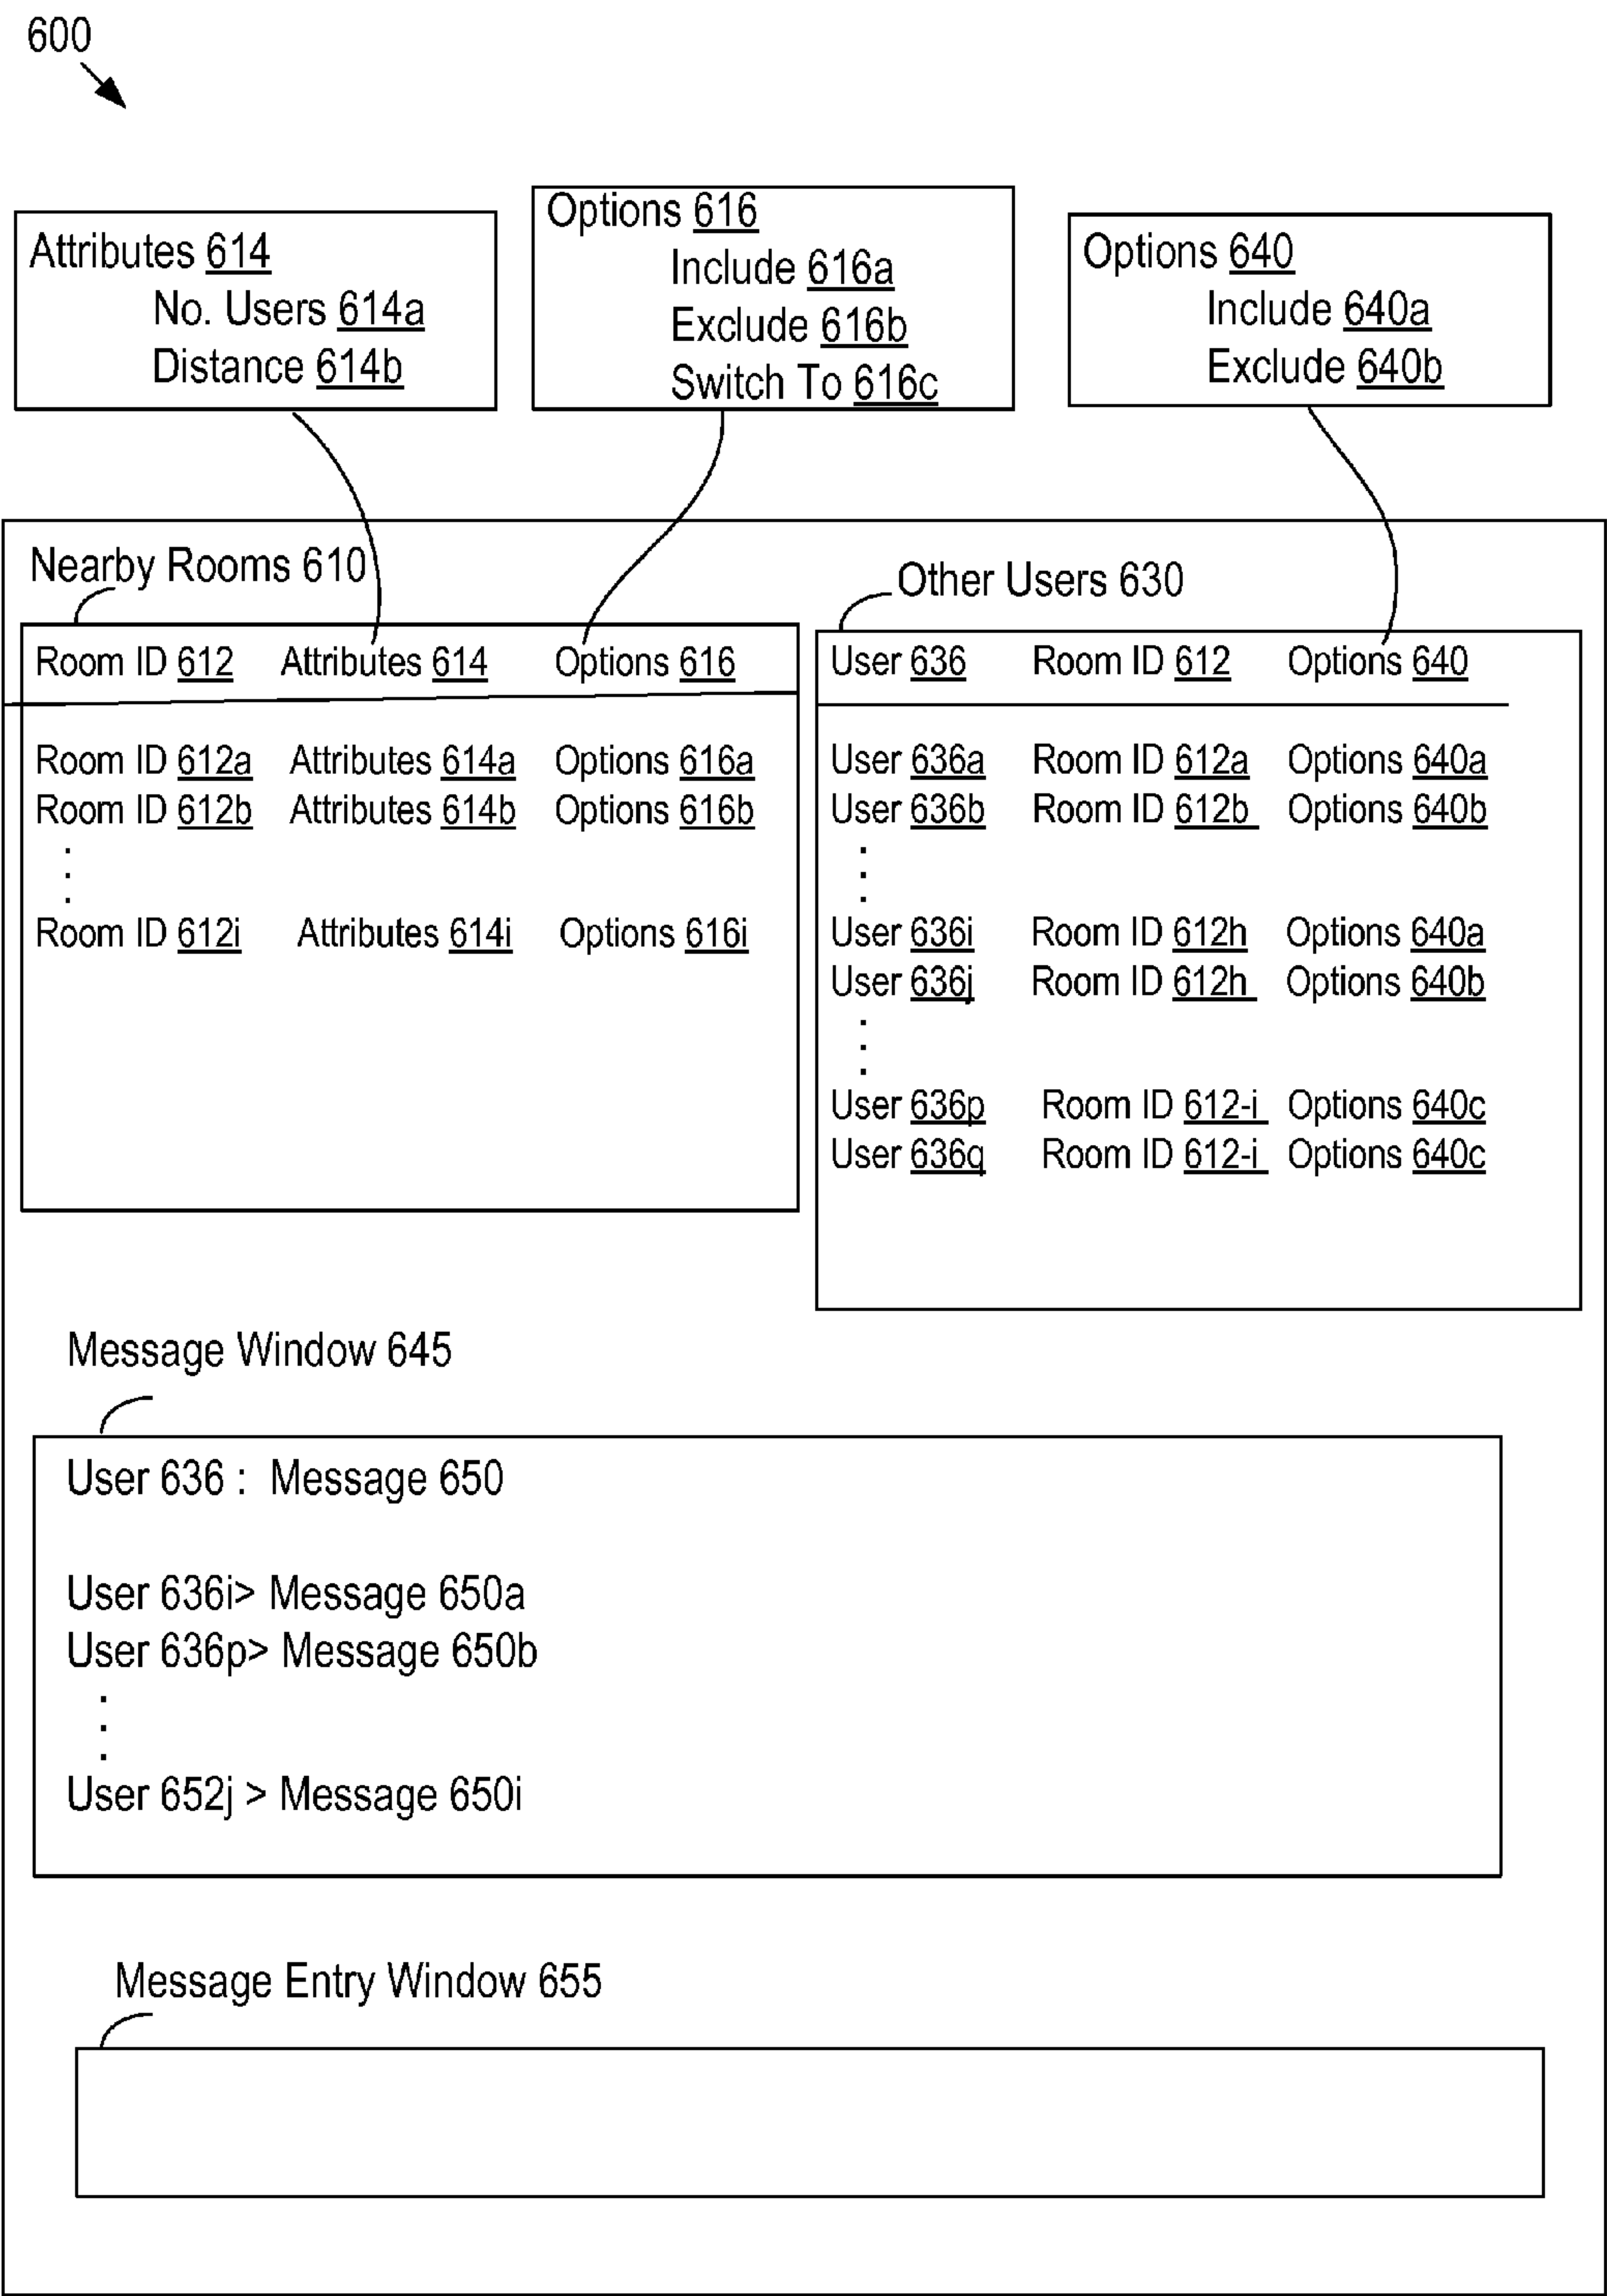 600
Attributes 614
No. Users 614a
Distance 614b
Options 616
Include 616a
Exclude 616b
Switch To 616c
Options 640
Include 640a
Exclude 640b
Nearby Rooms 610
Room ID 612 Attributes 614 Options 616
Room ID 612a Attributes 614a Options 616a
Room ID 612b Attributes 614b Options 616b
Room ID 612i Attributes 614i Options 616i
Other Users 630
User 636 Room ID 612 Options 640
User 636a Room ID 612a Options 640a
User 636b Room ID 612b Options 640b
User 636i Room ID 612h Options 640a
User 636j Room ID 612h Options 640b
User 636p Room ID 612-i Options 640c
User 636q Room ID 612-i Options 640c
Message Window 645
User 636 : Message 650
User 636i> Message 650a
User 636p> Message 650b
User 652j > Message 650i
Message Entry Window 655